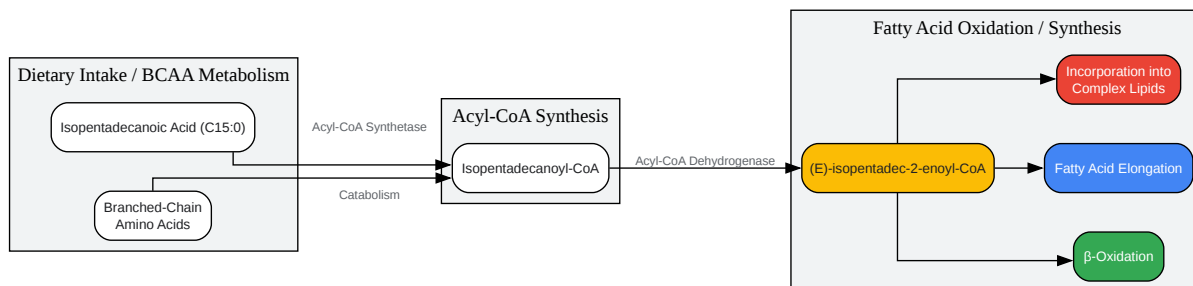 Dietary Intake / BCAA Metabolism
Isopentadecanoic Acid (C15:0)
Branched-Chain
Amino Acids
Acyl-CoA Synthetase
Catabolism
Acyl-CoA Synthesis
Isopentadecanoyl-CoA
Acyl-CoA Dehydrogenase
Fatty Acid Oxidation / Synthesis
(E)-isopentadec-2-enoyl-CoA
Incorporation into
Complex Lipids
Fatty Acid Elongation
β-Oxidation